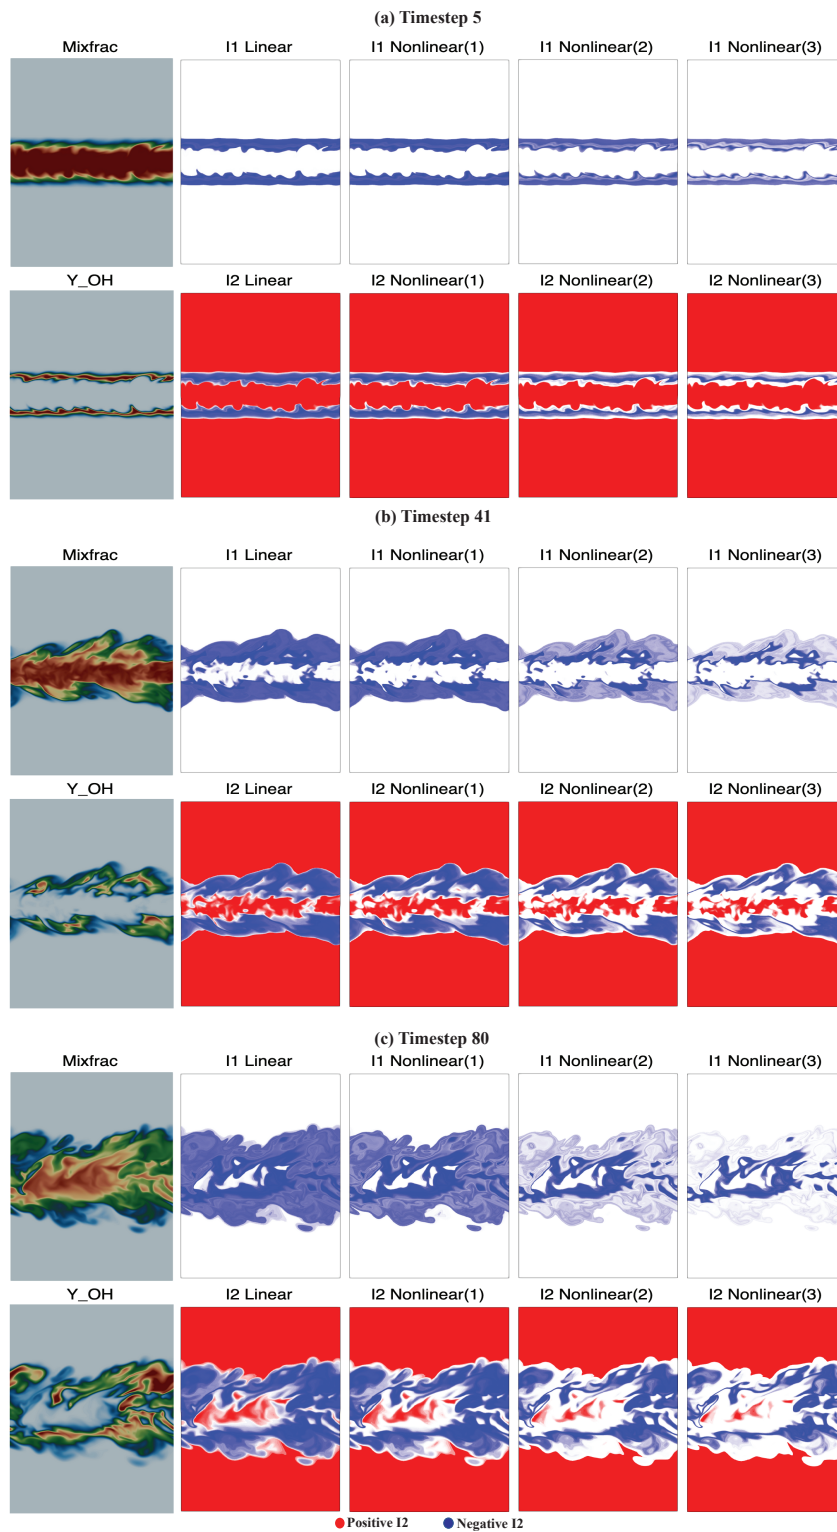 (a) Timestep 5
Mixfrac I1 Linear I1 Nonlinear(1) I1 Nonlinear(2) I1 Nonlinear(3)
Y_OH I2 Linear I2 Nonlinear(1) I2 Nonlinear(2) I2 Nonlinear(3)
(b) Timestep 41
Mixfrac I1 Linear I1 Nonlinear(1) I1 Nonlinear(2) I1 Nonlinear(3)
Y_OH I2 Linear I2 Nonlinear(1) I2 Nonlinear(2) I2 Nonlinear(3)
(c) Timestep 80
Mixfrac I1 Linear I1 Nonlinear(1) I1 Nonlinear(2) I1 Nonlinear(3)
Y_OH I2 Linear I2 Nonlinear(1) I2 Nonlinear(2) I2 Nonlinear(3)
Positive I2 Negative I2